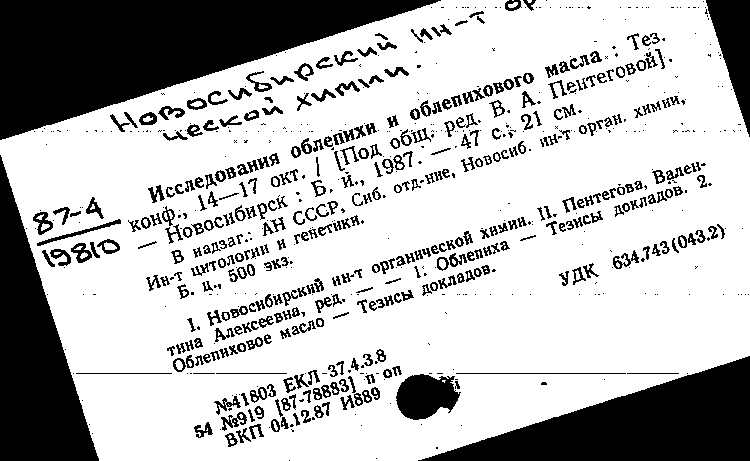 Новосибирский ин-т ор
ческой химии.
87-4
19810
Исследования облепихи и облепихового масла : Тез.
конф., 14—17 окт. / [Под общ. ред. В. А. Пентеговой].
— Новосибирск : Б. и., 1987. — 47 с.; 21 см.
В надзаг.: АН СССР, Сиб. отд-ние, Новосиб. ин-т орган. химии,
Ин-т цитологии и генетики.
Б. ц., 500 экз.
I. Новосибирский ин-т органической химии. II. Пентегова, Вален-
тина Алексеевна, ред. — — 1. Облепиха — Тезисы докладов. 2.
Облепиховое масло — Тезисы докладов.
УДК 634.743(043.2)
№41803 ЕКЛ 37.4.3.8
54 №919 [87-78883] п оп
ВКП 04.12.87 И889